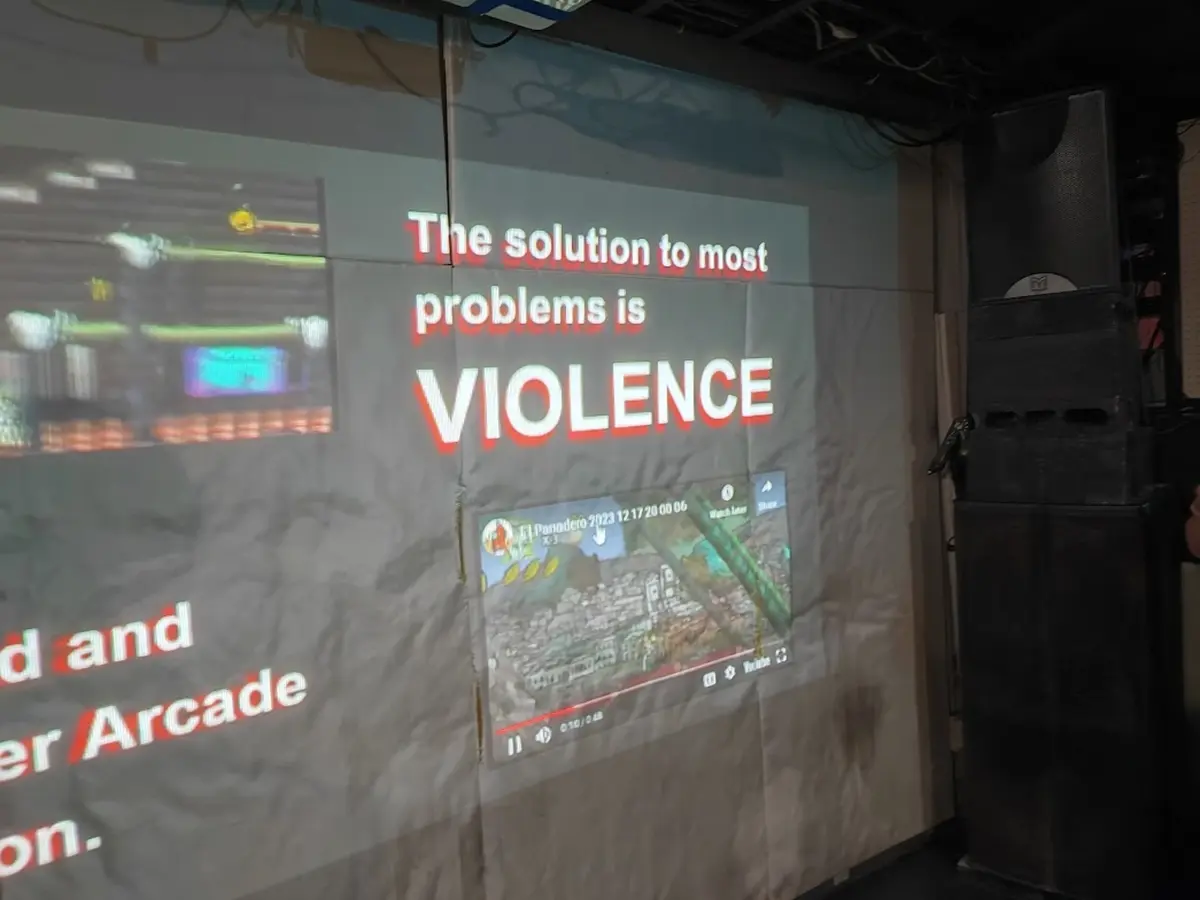 The solution to most
problems is
VIOLENCE
El Panadero 2023 12 17 20 00 06
Watch later
Share
X-3
d and
er Arcade
on.
YouTube